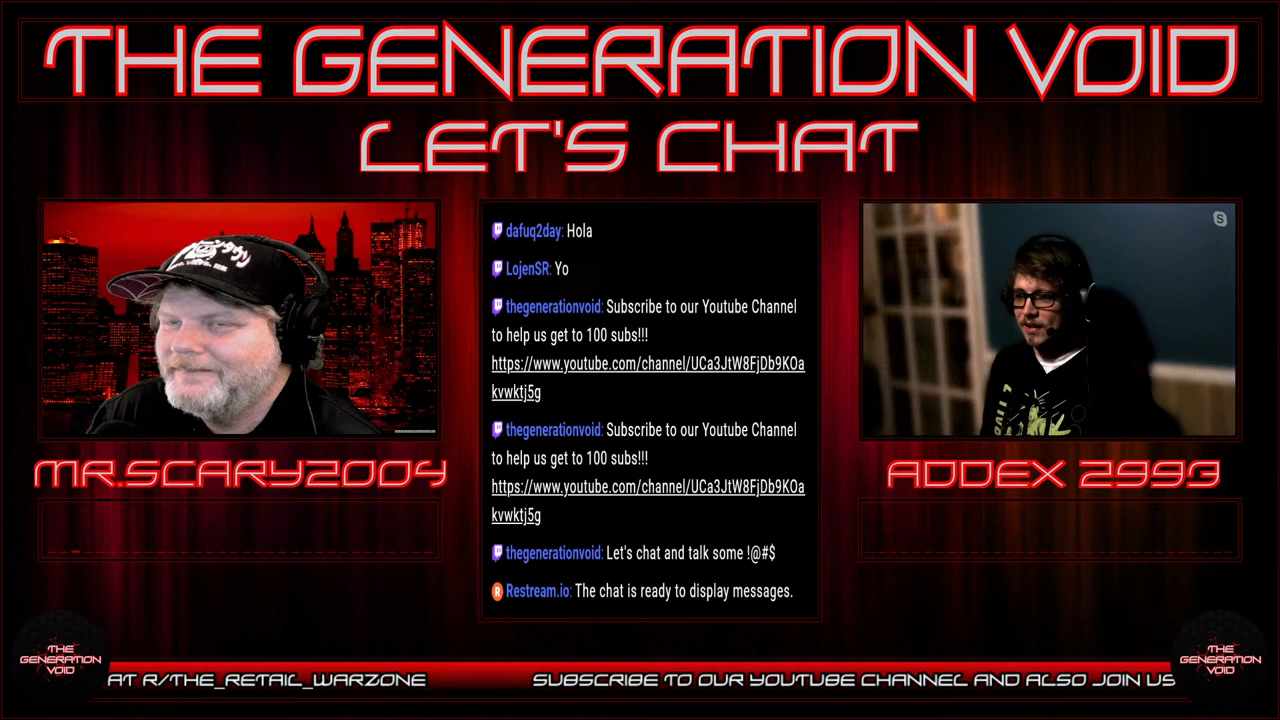 THE GENERATION VOID
LET'S CHAT
dafuq2day: Hola
LojenSR: Yo
thegenerationvoid: Subscribe to our Youtube Channel
to help us get to 100 subs!!!
https://www.youtube.com/channel/UCa3JtW8FjDb9KOa
kvwktj5g
thegenerationvoid: Subscribe to our Youtube Channel
to help us get to 100 subs!!!
https://www.youtube.com/channel/UCa3JtW8FjDb9KOa
kvwktj5g
thegenerationvoid: Let's chat and talk some !@#$
R Restream.io: The chat is ready to display messages.
MR.SCARY2004
ADDEX 2993
THE
GENERATION
VOID
AT R/THE_RETAIL_WARZONE
SUBSCRIBE TO OUR YOUTUBE CHANNEL AND ALSO JOIN US
THE
GENERATION
VOID